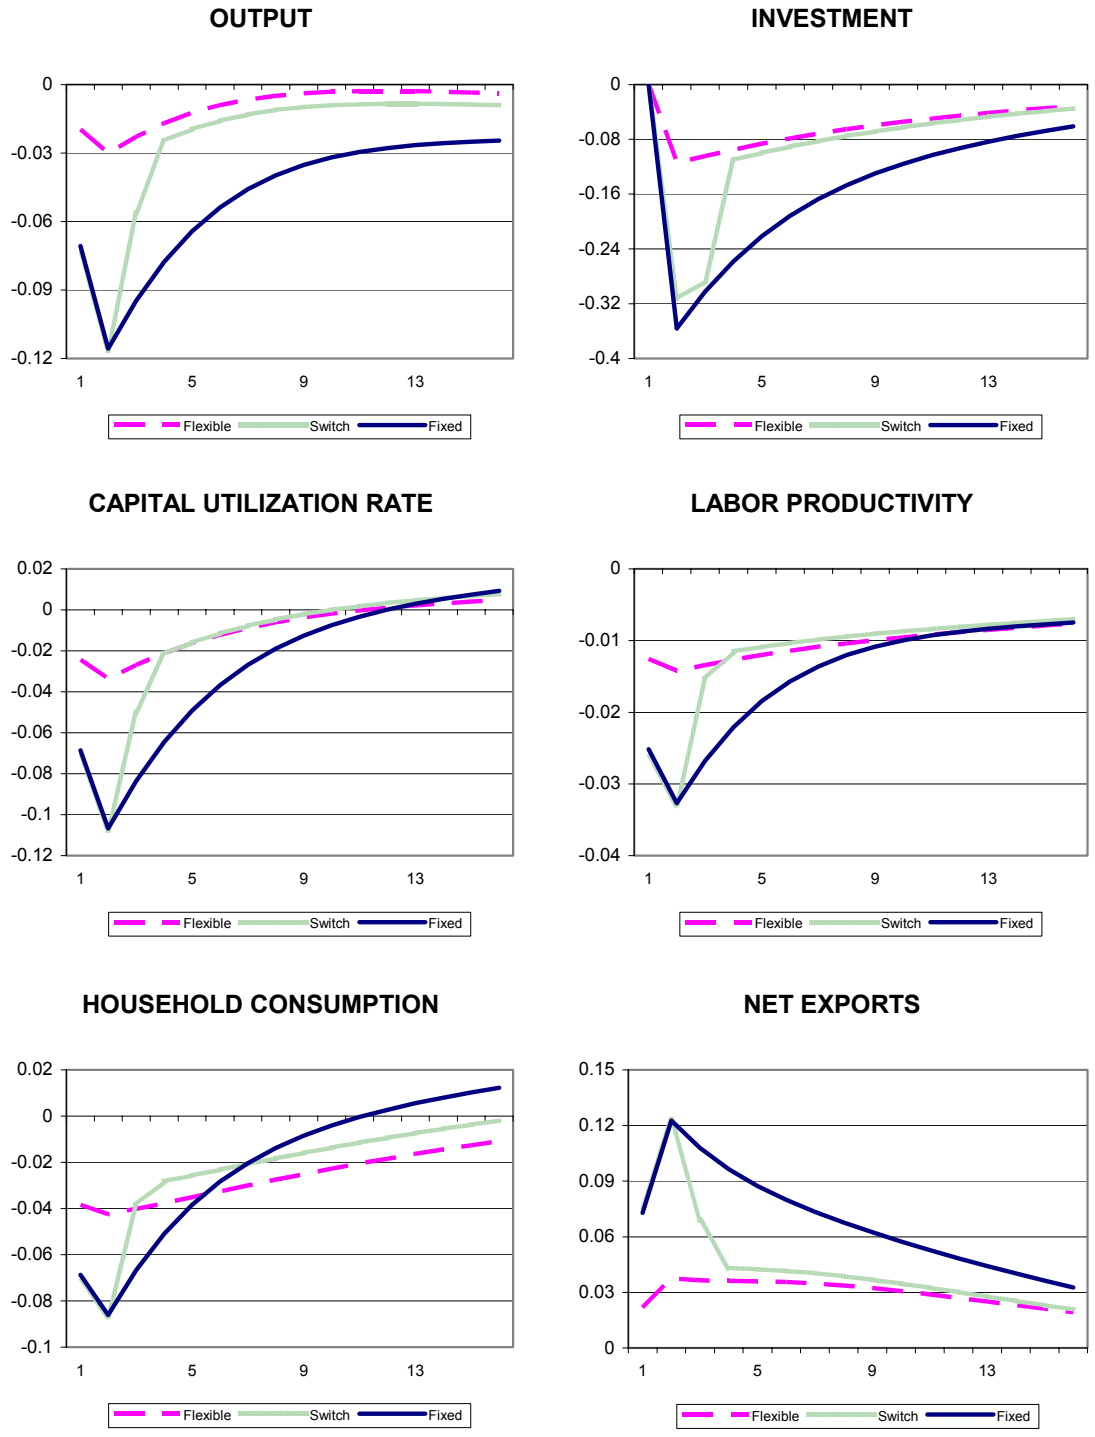 OUTPUT
0
-0.03
-0.06
-0.09
-0.12
1 5 9 13
Flexible Switch Fixed
INVESTMENT
0
-0.08
-0.16
-0.24
-0.32
-0.4
1 5 9 13
Flexible Switch Fixed
CAPITAL UTILIZATION RATE
0.02
0
-0.02
-0.04
-0.06
-0.08
-0.1
-0.12
1 5 9 13
Flexible Switch Fixed
LABOR PRODUCTIVITY
0
-0.01
-0.02
-0.03
-0.04
1 5 9 13
Flexible Switch Fixed
HOUSEHOLD CONSUMPTION
0.02
0
-0.02
-0.04
-0.06
-0.08
-0.1
1 5 9 13
Flexible Switch Fixed
NET EXPORTS
0.15
0.12
0.09
0.06
0.03
0
1 5 9 13
Flexible Switch Fixed